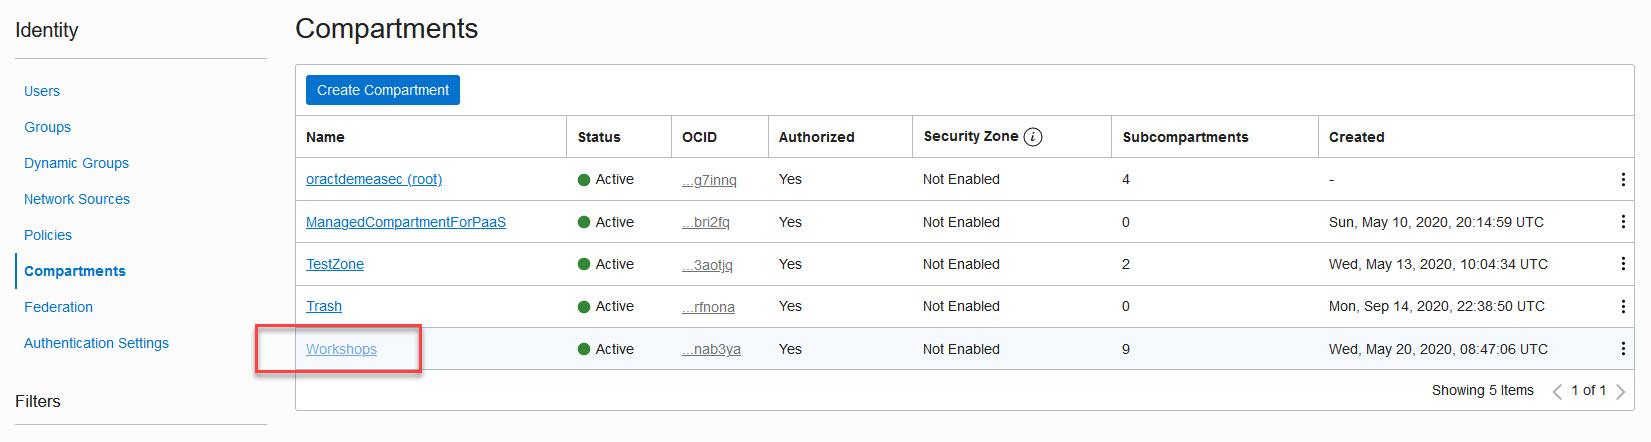 Identity
Users
Groups
Dynamic Groups
Network Sources
Policies
Compartments
Federation
Authentication Settings
Filters
Compartments
Create Compartment
Name Status OCID Authorized Security Zone i Subcompartments Created
oractdemeasec (root) Active ...g7innq Yes Not Enabled 4 -
ManagedCompartmentForPaaS Active ...bri2fq Yes Not Enabled 0 Sun, May 10, 2020, 20:14:59 UTC
TestZone Active ...3aotjq Yes Not Enabled 2 Wed, May 13, 2020, 10:04:34 UTC
Trash Active ...rfnona Yes Not Enabled 0 Mon, Sep 14, 2020, 22:38:50 UTC
Workshops Active ...nab3ya Yes Not Enabled 9 Wed, May 20, 2020, 08:47:06 UTC
Showing 5 Items 1 of 1